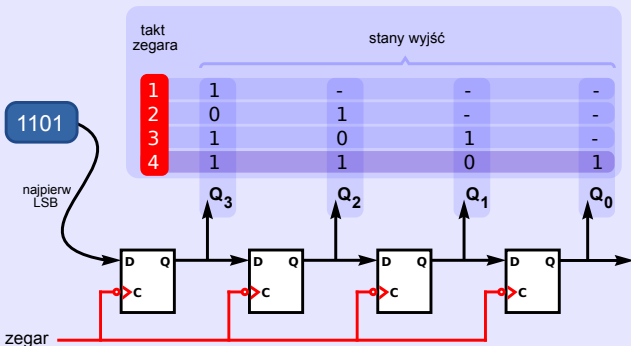 takt
zegara
stany wyjść
1 1 - - -
2 0 1 - -
3 1 0 1 -
4 1 1 0 1
1101
najpierw
LSB
Q3 Q2 Q1 Q0
D Q D Q D Q D Q
C C C C
zegar